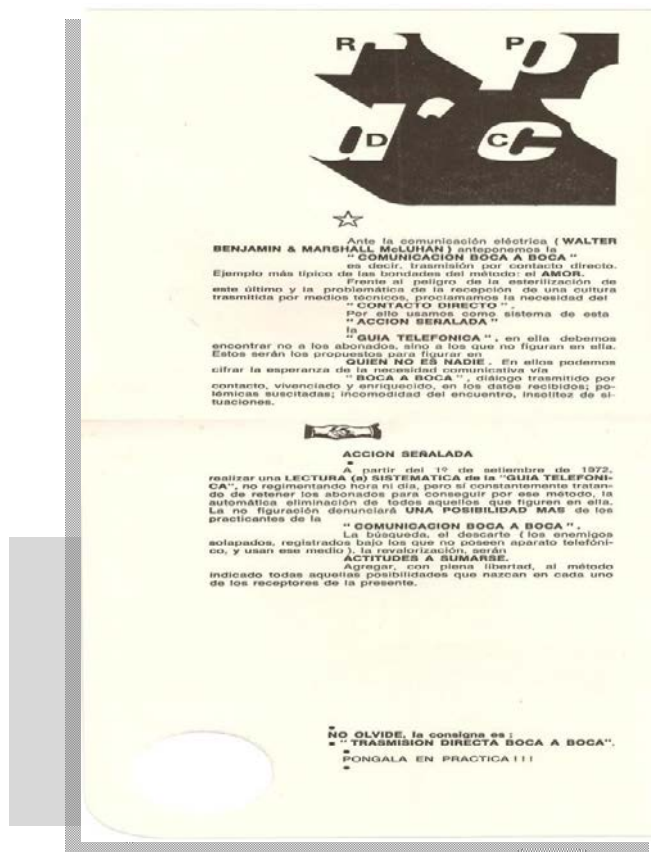 R P
r p
D C
d c
Ante la comunicación eléctrica ( WALTER
BENJAMIN & MARSHALL McLUHAN ) anteponemos la
" COMUNICACION BOCA A BOCA "
es decir, trasmisión por contacto directo.
Ejemplo más típico de las bondades del método: el AMOR.
Frente al peligro de la esterilización de
este último y la problemática de la recepción de una cultura
trasmitida por medios técnicos, proclamamos la necesidad del
" CONTACTO DIRECTO " .
Por ello usamos como sistema de esta
" ACCION SEÑALADA "
la
" GUIA TELEFONICA " , en ella debemos
encontrar no a los abonados, sino a los que no figuran en ella.
Estos serán los propuestos para figurar en
QUIEN NO ES NADIE . En ellos podemos
cifrar la esperanza de la necesidad comunicativa vía
" BOCA A BOCA " , diálogo trasmitido por
contacto, vivenciado y enriquecido, en los datos recibidos; po-
lémicas suscitadas; incomodidad del encuentro, insolitez de si-
tuaciones.
ACCION SEÑALADA
A partir del 1º de setiembre de 1972,
realizar una LECTURA (a) SISTEMATICA de la "GUIA TELEFONI-
CA", no regimentando hora ni día, pero sí constantemente tratan-
do de retener los abonados para conseguir por ese método, la
automática eliminación de todos aquellos que figuren en ella.
La no figuración denunciará UNA POSIBILIDAD MAS de los
practicantes de la
" COMUNICACION BOCA A BOCA " .
La búsqueda, el descarte ( los enemigos
solapados, registrados bajo los que no poseen aparato telefóni-
co, y usan ese medio ), la revalorización, serán
ACTITUDES A SUMARSE.
Agregar, con plena libertad, al método
indicado todas aquellas posibilidades que nazcan en cada uno
de los receptores de la presente.
NO OLVIDE, la consigna es :
" TRASMISION DIRECTA BOCA A BOCA".
PONGALA EN PRACTICA ! ! !